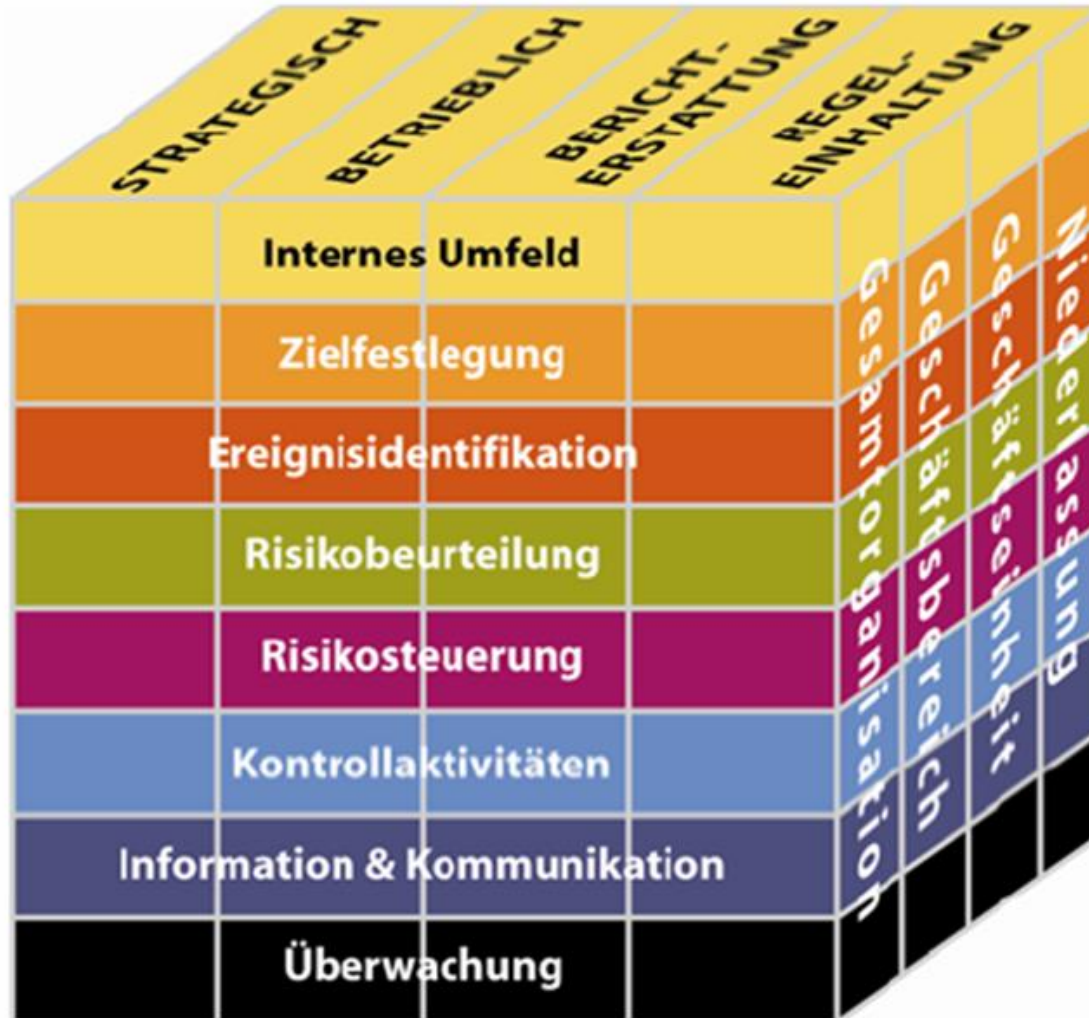 STRATEGISCH
BETRIEBLICH
BERICHT-
ERSTATTUNG
REGEL-
EINHALTUNG
Internes Umfeld
Zielfestlegung
Ereignisidentifikation
Risikobeurteilung
Risikosteuerung
Kontrollaktivitäten
Information & Kommunikation
Überwachung
Gesamtorganisation
Geschäftsbereich
Geschäftseinheit
Niederlassung